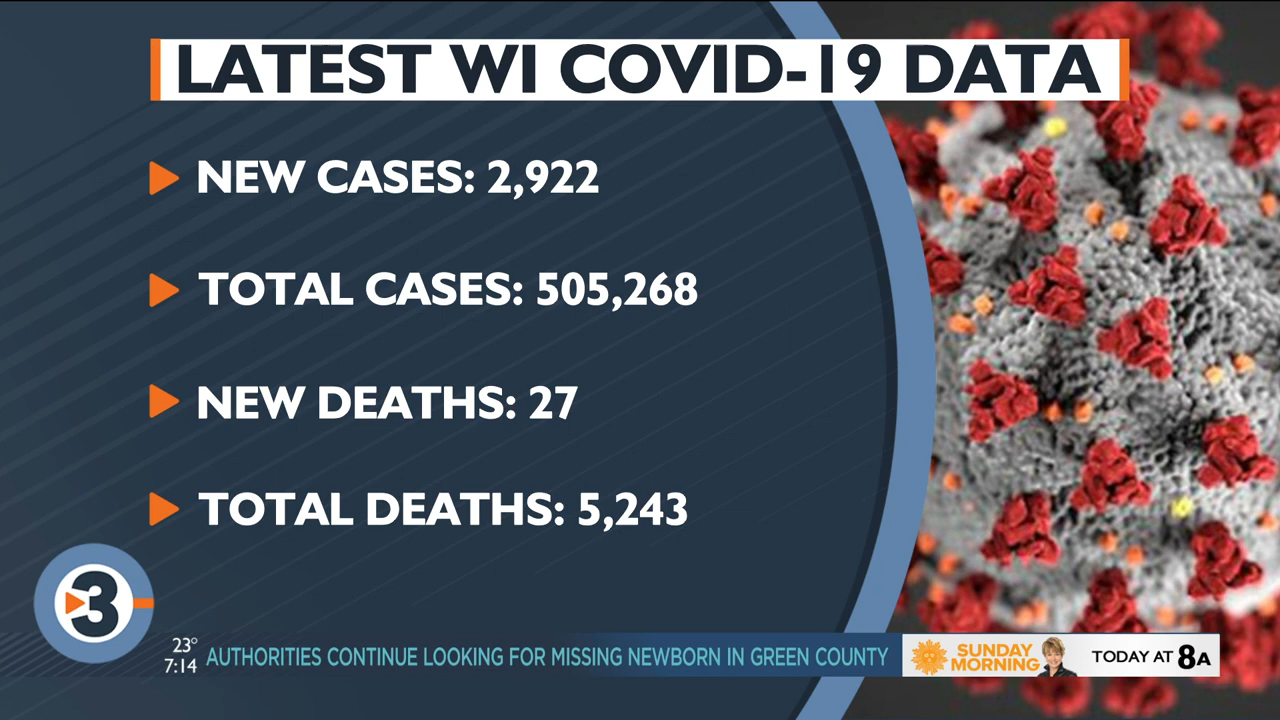 LATEST WI COVID-19 DATA
NEW CASES: 2,922
TOTAL CASES: 505,268
NEW DEATHS: 27
TOTAL DEATHS: 5,243
3
23°
7:14
AUTHORITIES CONTINUE LOOKING FOR MISSING NEWBORN IN GREEN COUNTY
SUNDAY
MORNING
TODAY AT 8A